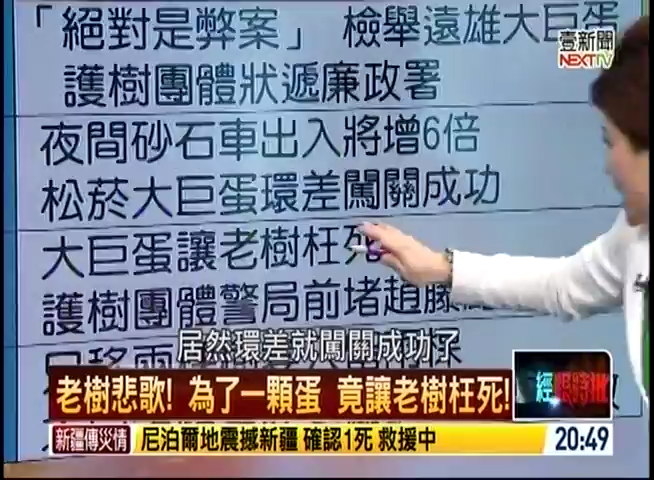 「絕對是弊案」 檢舉遠雄大巨蛋
壹新聞
NEXTTV
護樹團體狀遞廉政署
夜間砂石車出入將增6倍
松菸大巨蛋環差闖關成功
大巨蛋讓老樹枉死
護樹團體警局前堵趙藤
居然環差就闖關成功了
老樹悲歌! 為了一顆蛋 竟讓老樹枉死!
新疆傳災情
尼泊爾地震撼新疆 確認1死 救援中
20:49